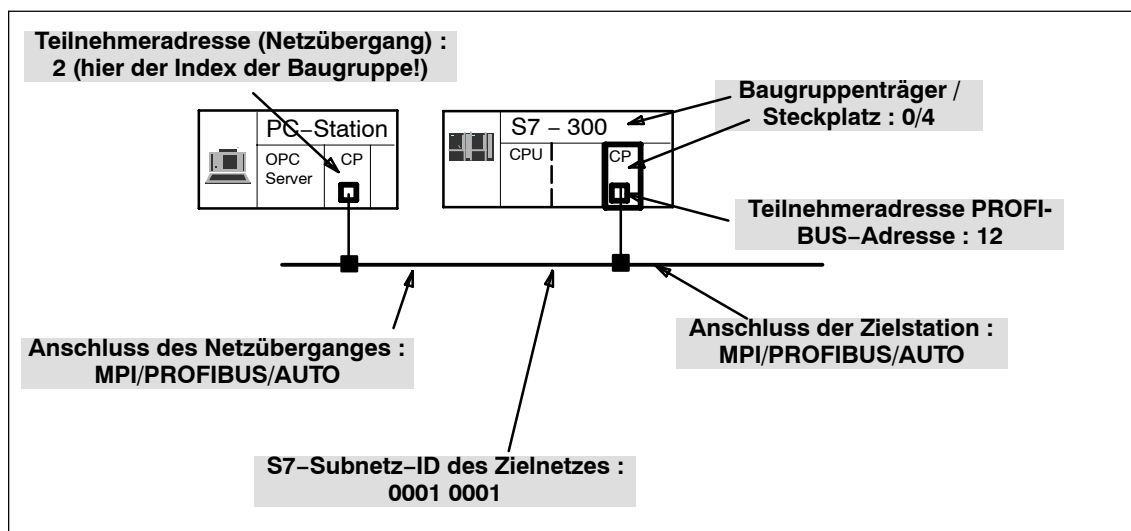 Teilnehmeradresse (Netzübergang) :
2 (hier der Index der Baugruppe!)
Baugruppenträger /
Steckplatz : 0/4
PC–Station
OPC
Server
CP
S7 – 300
CPU
CP
Teilnehmeradresse PROFI-
BUS–Adresse : 12
Anschluss des Netzüberganges :
MPI/PROFIBUS/AUTO
Anschluss der Zielstation :
MPI/PROFIBUS/AUTO
S7–Subnetz–ID des Zielnetzes :
0001 0001